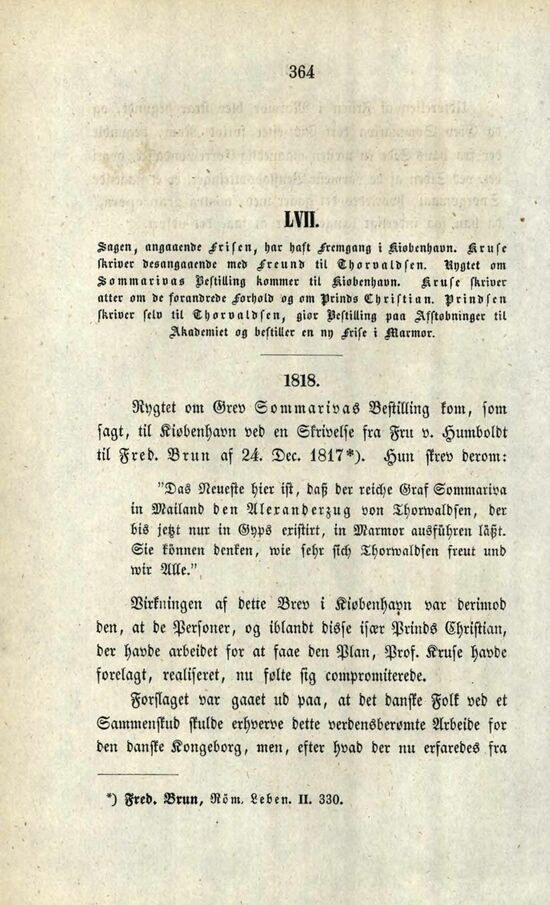 364
LVII.
Sagen, angaaende Frisen, har haft Fremgang i Kiøbenhavn. Kruse
skriver desangaaende med Freund til Thorvaldsen. Rygtet om
Sommarivas Bestilling kommer til Kiøbenhavn. Kruse skriver
atter om de forandrede Forhold og om Prinds Christian. Prindsen
skriver selv til Thorvaldsen, giør Bestilling paa Afstøbninger til
Akademiet og bestiller en ny Frise i Marmor.
1818.
Rygtet om Grev Sommarivas Bestilling kom, som
sagt, til Kiøbenhavn ved en Skrivelse fra Fru v. Humboldt
til Fred. Brun af 24. Dec. 1817*). Hun skrev derom:
"Das Neueste hier ist, daß der reiche Graf Sommariva
in Mailand den Alexanderzug von Thorwaldsen, der
bis jetzt nur in Gyps existirt, in Marmor ausführen läßt.
Sie können denken, wie sehr sich Thorwaldsen freut und
wir Alle."
Virkningen af dette Brev i Kiøbenhavn var derimod
den, at de Personer, og iblandt disse især Prinds Christian,
der havde arbeidet for at faae den Plan, Prof. Kruse havde
forelagt, realiseret, nu følte sig compromiterede.
Forslaget var gaaet ud paa, at det danske Folk ved et
Sammenskud skulde erhverve dette verdensberømte Arbeide for
den danske Kongeborg, men, efter hvad der nu erfaredes fra
*) Fred. Brun, Röm. Leben. II. 330.